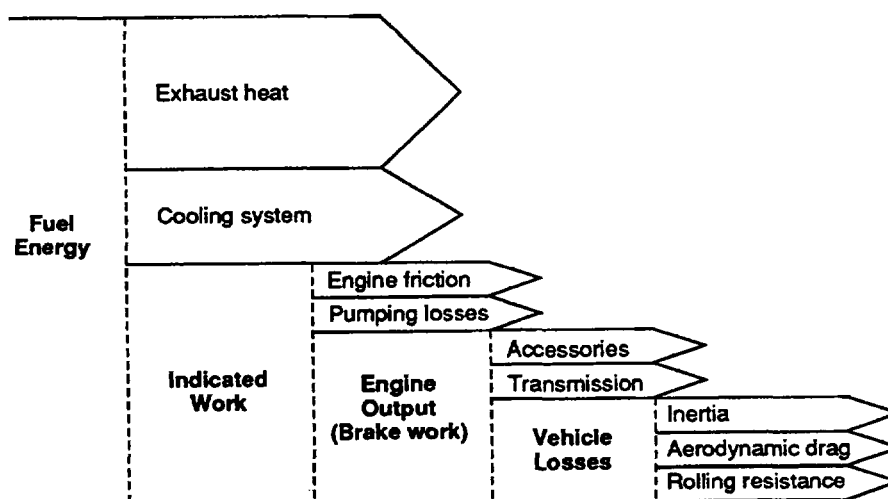 Exhaust heat
Cooling system
Fuel
Energy
Engine friction
Pumping losses
Indicated
Work
Engine
Output
(Brake work)
Accessories
Transmission
Vehicle
Losses
Inertia
Aerodynamic drag
Rolling resistance